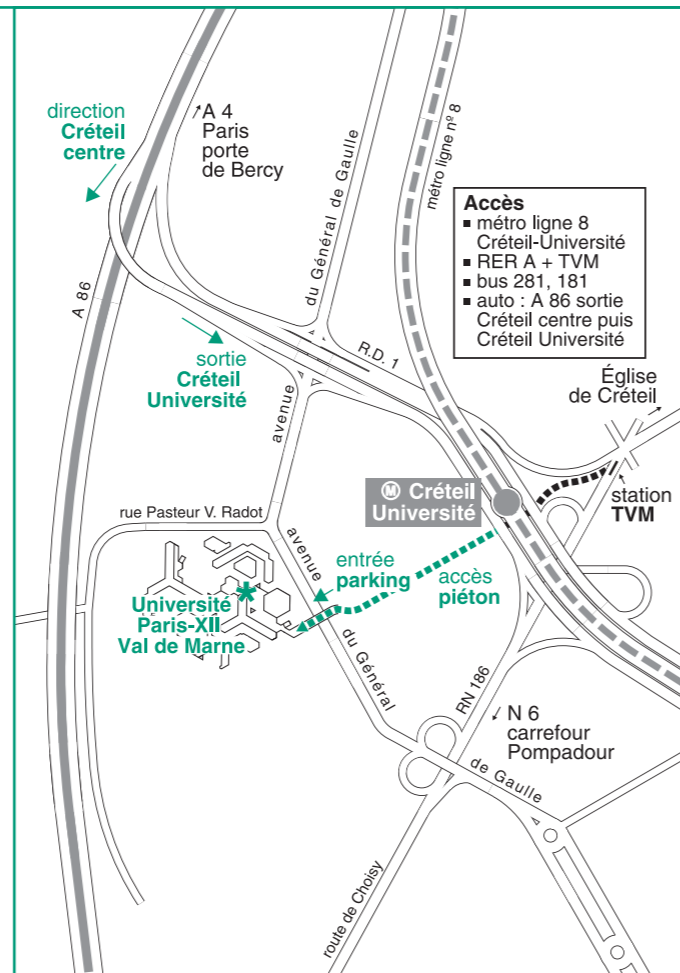 direction
Créteil
centre
A 4
Paris
porte
de Bercy
du Général de Gaulle
métro ligne nº 8
Accès
▪ métro ligne 8
Créteil-Université
▪ RER A + TVM
▪ bus 281, 181
▪ auto : A 86 sortie
Créteil centre puis
Créteil Université
A 86
sortie
Créteil
Université
R.D. 1
Église
de Créteil
avenue
M Créteil
Université
station
TVM
rue Pasteur V. Radot
avenue
entrée
parking
accès
piéton
*
Université
Paris-XII
Val de Marne
du Général
RN 186
N 6
carrefour
Pompadour
de Gaulle
route de Choisy